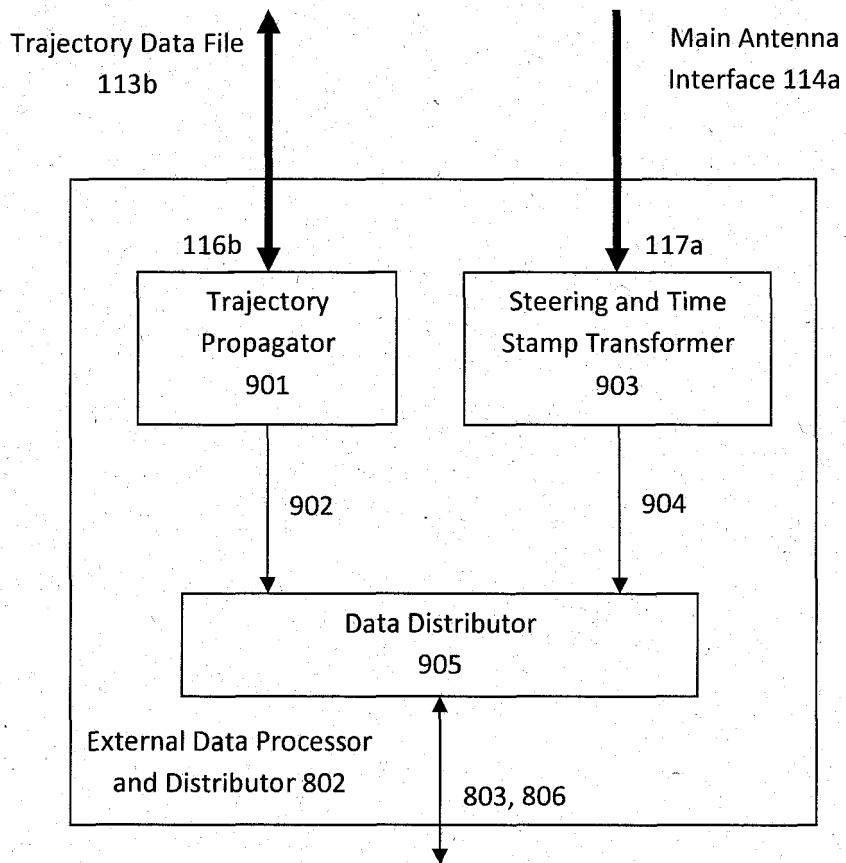 Trajectory Data File
113b
Main Antenna
Interface 114a
116b
117a
Trajectory
Propagator
901
Steering and Time
Stamp Transformer
903
902
904
Data Distributor
905
External Data Processor
and Distributor 802
803, 806